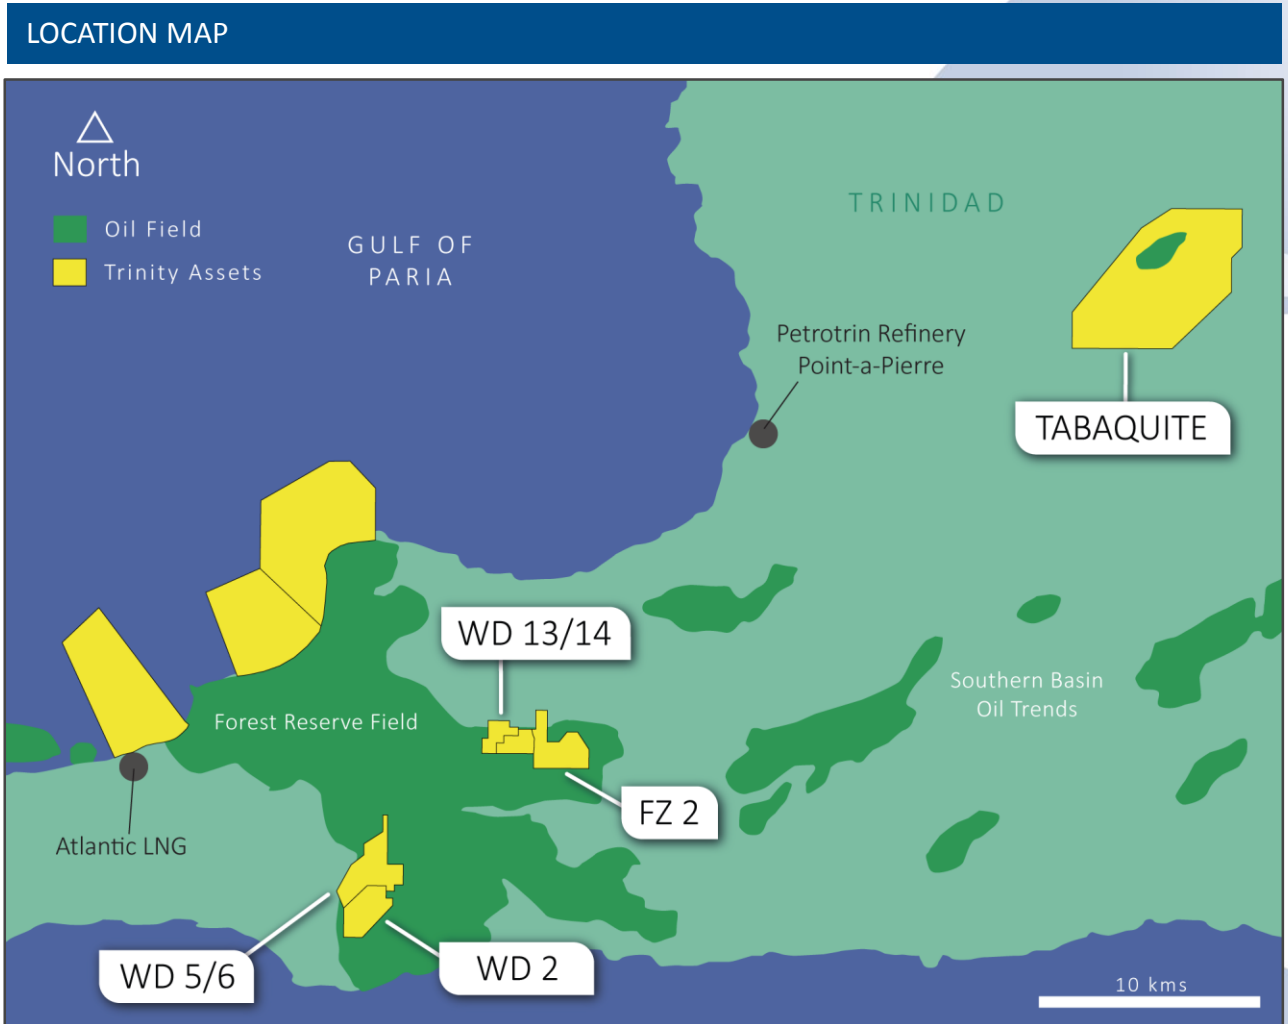 LOCATION MAP
North
Oil Field
Trinity Assets
GULF OF
PARIA
TRINIDAD
Petrotrin Refinery
Point-a-Pierre
TABAQUITE
WD 13/14
Southern Basin
Oil Trends
Forest Reserve Field
FZ 2
Atlantic LNG
WD 5/6
WD 2
10 kms